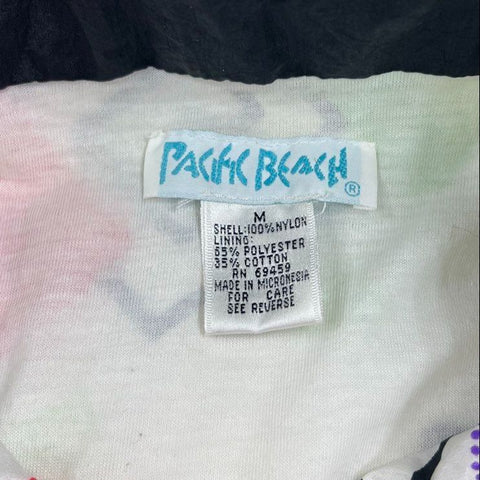 PACIFIC BEACH ®
M
SHELL:100%NYLON
LINING:
65% POLYESTER
35% COTTON
RN 69459
MADE IN MICRONESIA
FOR CARE
SEE REVERSE